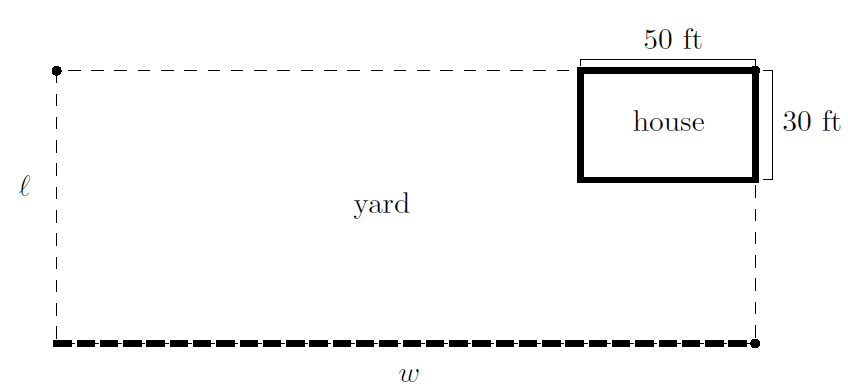 50 ft
house
30 ft
ℓ
yard
w